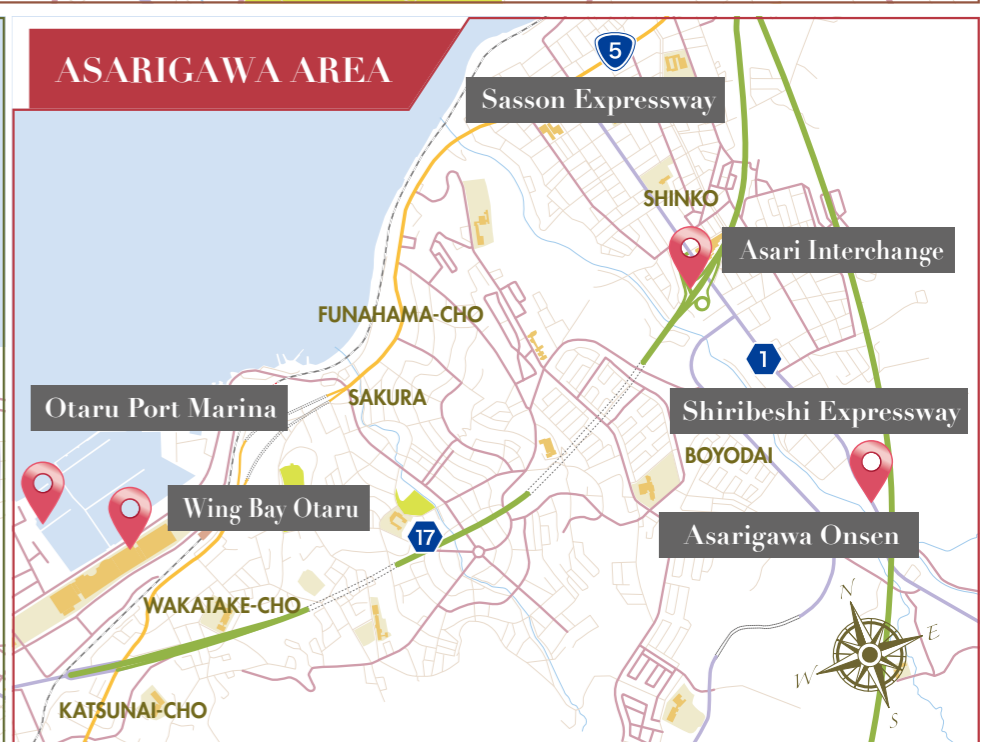 ASARIGAWA AREA
5
Sasson Expressway
SHINKO
Asari Interchange
FUNAHAMA-CHO
1
SAKURA
Otaru Port Marina
Shiribeshi Expressway
BOYODAI
Wing Bay Otaru
17
Asarigawa Onsen
WAKATAKE-CHO
N
E
W
S
KATSUNAI-CHO